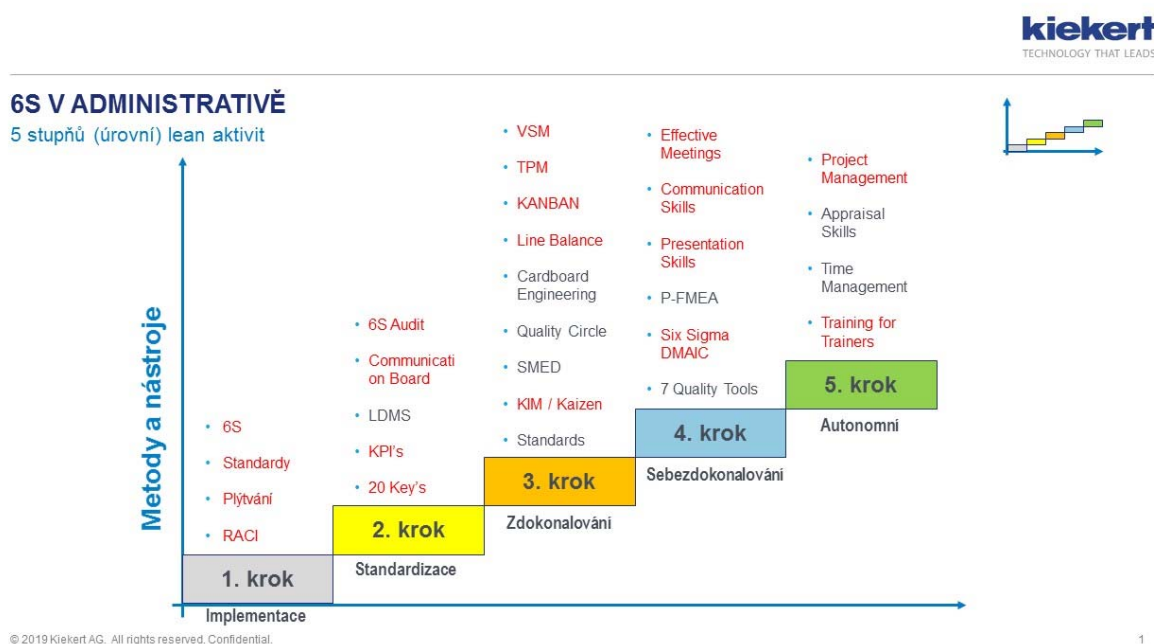 kiekert
TECHNOLOGY THAT LEADS
6S V ADMINISTRATIVĚ
5 stupňů (úrovní) lean aktivit
Metody a nástroje
• 6S
• Standardy
• Plýtvání
• RACI
1. krok
Implementace
• 6S Audit
• Communicati
on Board
• LDMS
• KPI's
• 20 Key's
2. krok
Standardizace
• VSM
• TPM
• KANBAN
• Line Balance
• Cardboard
Engineering
• Quality Circle
• SMED
• KIM / Kaizen
• Standards
3. krok
Zdokonalování
• Effective
Meetings
• Communication
Skills
• Presentation
Skills
• P-FMEA
• Six Sigma
DMAIC
• 7 Quality Tools
4. krok
Sebezdokonalování
• Project
Management
• Appraisal
Skills
• Time
Management
• Training for
Trainers
5. krok
Autonomní
© 2019 Kiekert AG. All rights reserved. Confidential.
1